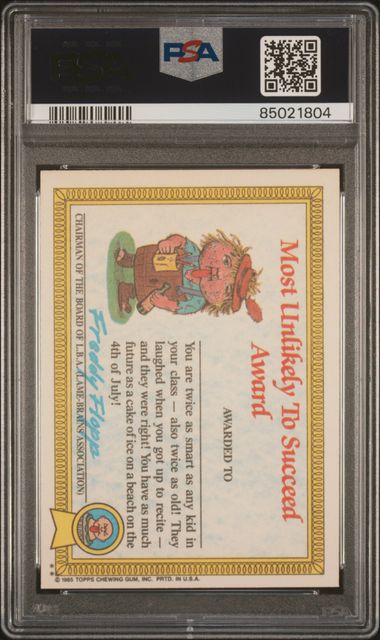 PSA
85021804
Most Unlikely To Succeed
Award
AWARDED TO
You are twice as smart as any kid in
your class — also twice as old! They
laughed when you got up to recite —
and they were right! You have as much
future as a cake of ice on a beach on the
4th of July!
Freddy Flopps
CHAIRMAN OF THE BOARD OF L.B.A. (LAME-BRAINS ASSOCIATION)
** © 1985 TOPPS CHEWING GUM, INC. PRTD. IN U.S.A.
PSA